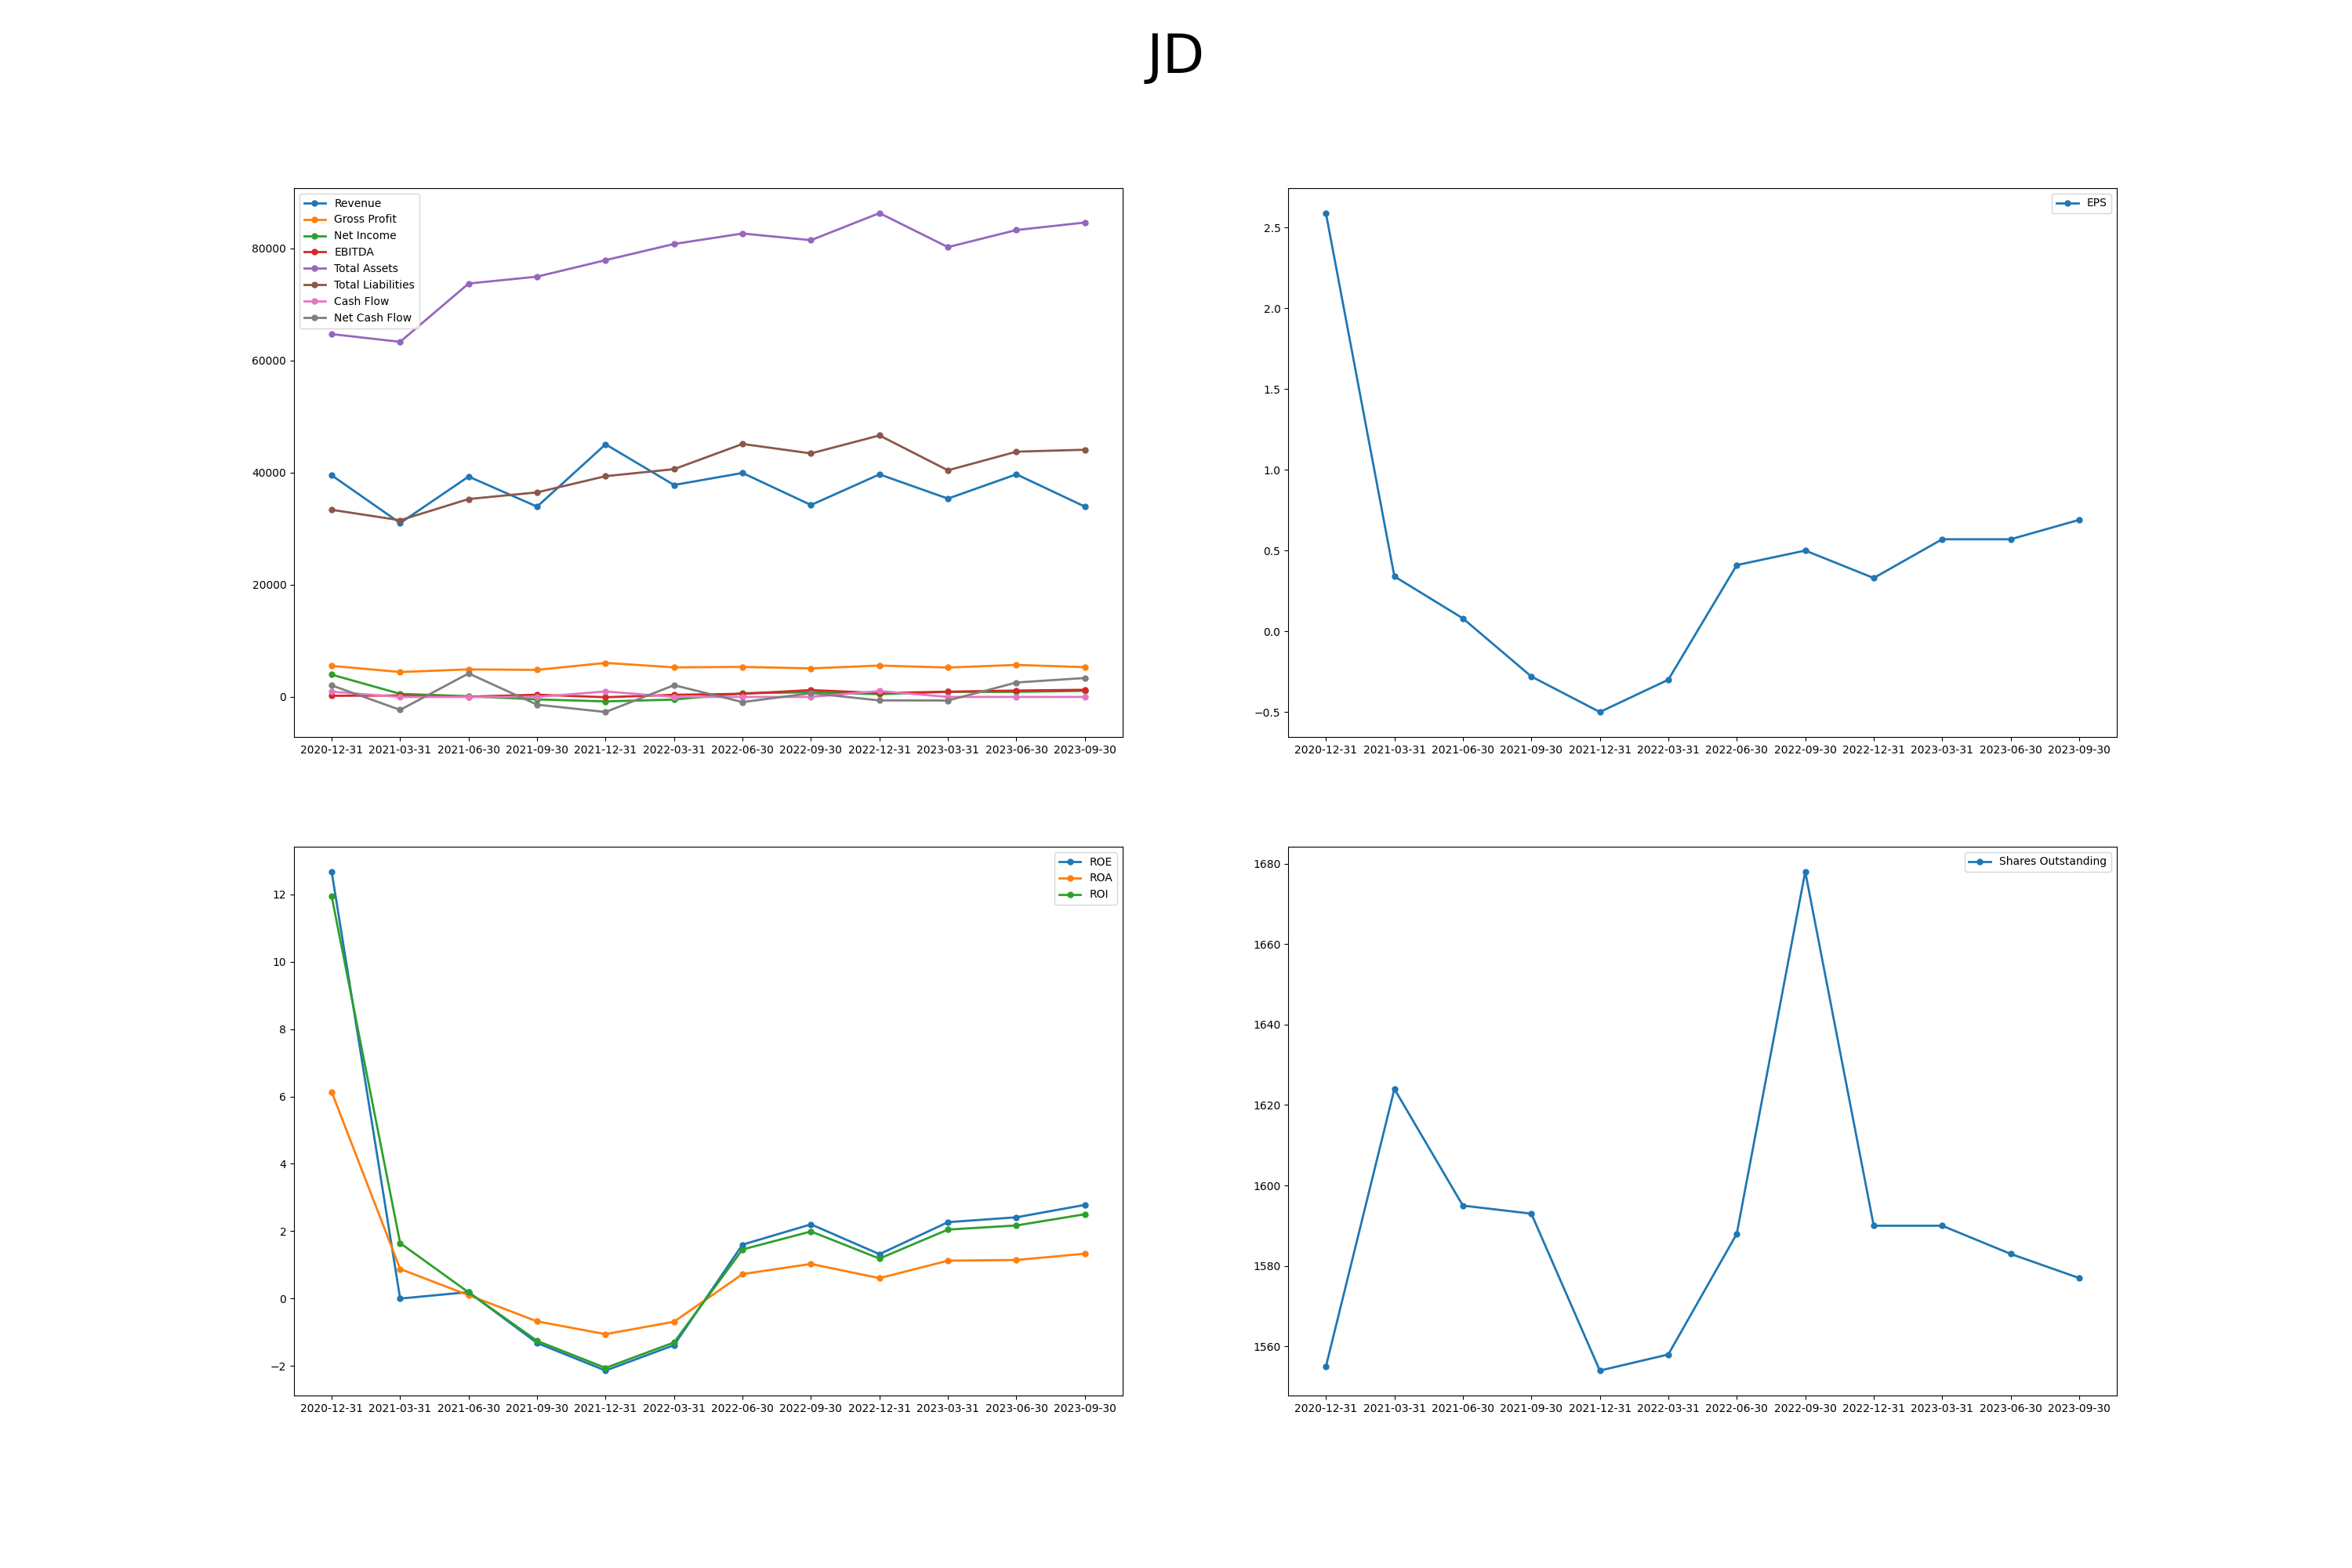 JD
Revenue
Gross Profit
Net Income
EBITDA
Total Assets
Total Liabilities
Cash Flow
Net Cash Flow
80000
60000
40000
20000
0
2020-12-31 2021-03-31 2021-06-30 2021-09-30 2021-12-31 2022-03-31 2022-06-30 2022-09-30 2022-12-31 2023-03-31 2023-06-30 2023-09-30
EPS
2.5
2.0
1.5
1.0
0.5
0.0
−0.5
2020-12-31 2021-03-31 2021-06-30 2021-09-30 2021-12-31 2022-03-31 2022-06-30 2022-09-30 2022-12-31 2023-03-31 2023-06-30 2023-09-30
ROE
ROA
ROI
12
10
8
6
4
2
0
−2
2020-12-31 2021-03-31 2021-06-30 2021-09-30 2021-12-31 2022-03-31 2022-06-30 2022-09-30 2022-12-31 2023-03-31 2023-06-30 2023-09-30
Shares Outstanding
1680
1660
1640
1620
1600
1580
1560
2020-12-31 2021-03-31 2021-06-30 2021-09-30 2021-12-31 2022-03-31 2022-06-30 2022-09-30 2022-12-31 2023-03-31 2023-06-30 2023-09-30